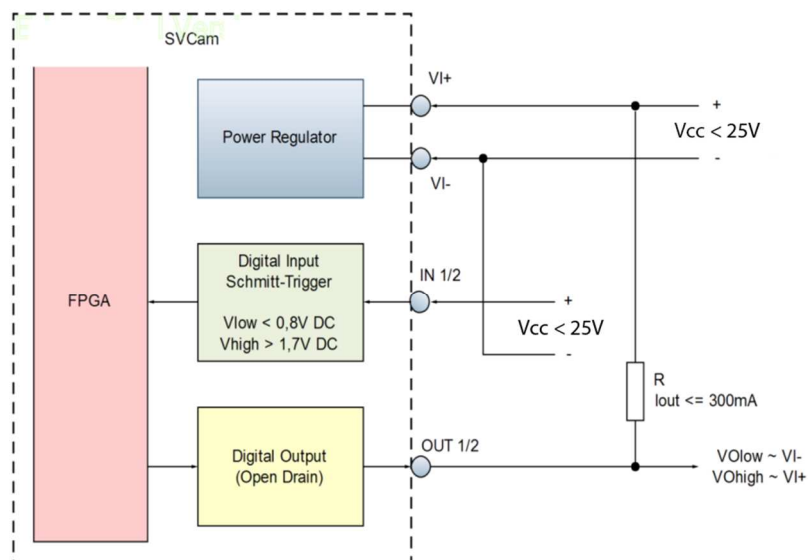 SVCam
VI+
+
Power Regulator
Vcc < 25V
-
VI-
Digital Input
Schmitt-Trigger
IN 1/2
FPGA
+
Vlow < 0,8V DC
Vhigh > 1,7V DC
Vcc < 25V
-
R
Iout <= 300mA
OUT 1/2
Digital Output
(Open Drain)
VOlow ~ VI-
VOhigh ~ VI+